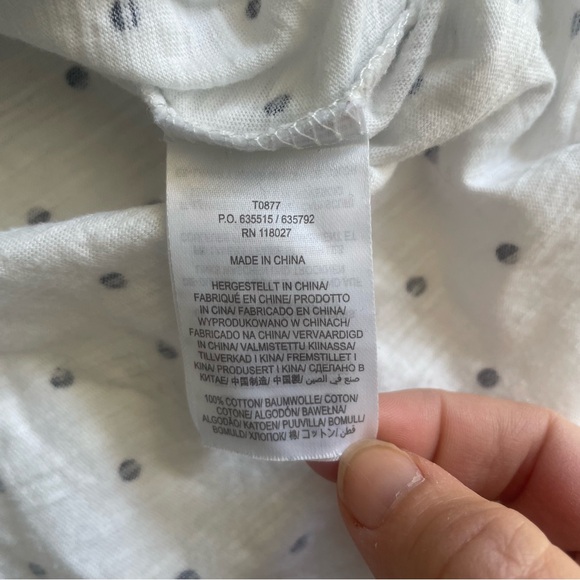 T0877
P.O. 635515 / 635792
RN 118027
MADE IN CHINA
HERGESTELLT IN CHINA/
FABRIQUÉ EN CHINE/ PRODOTTO
IN CINA/ FABRICADO EN CHINA/
WYPRODUKOWANO W CHINACH/
FABRICADO NA CHINA/ VERVAARDIGD
IN CHINA/ VALMISTETTU KIINASSA/
TILLVERKAD I KINA/ FREMSTILLET I
KINA/ PRODUSERT I KINA/ СДЕЛАНО В
КИТАЕ/ 中国制造/ 中國製/ صنع في الصين
100% COTTON/ BAUMWOLLE/ COTON/
COTONE/ ALGODÓN/ BAWEŁNA/
ALGODÃO/ KATOEN/ PUUVILLA/ BOMULL/
BOMULD/ ХЛОПОК/ 棉/ コットン/ قطن